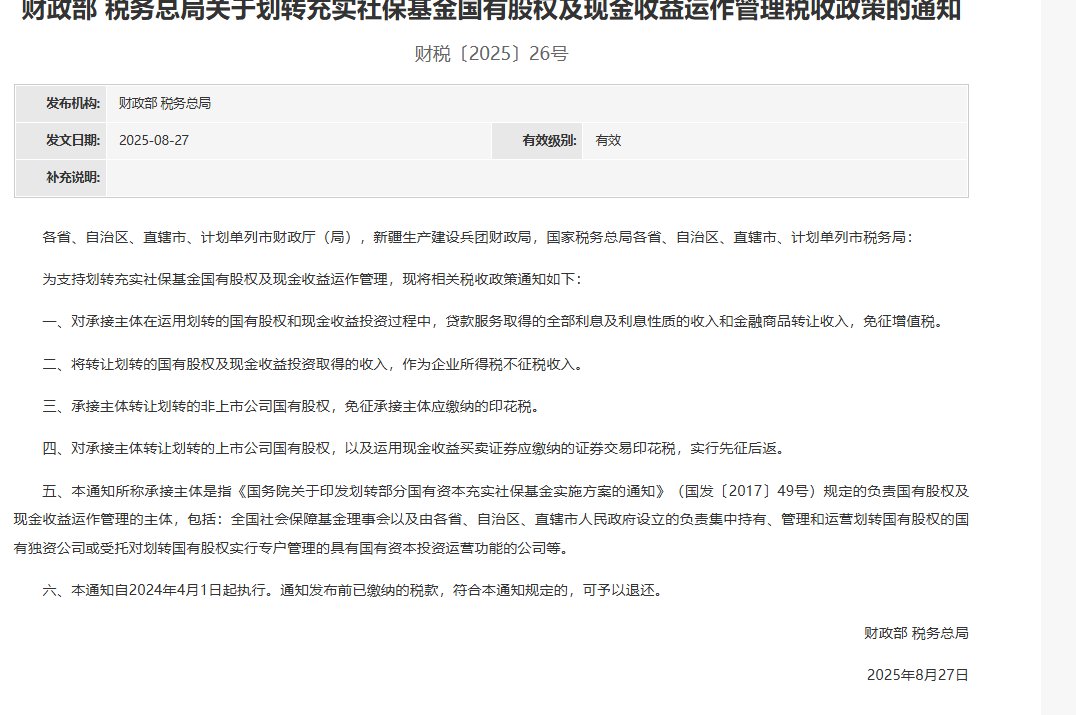 财政部 税务总局关于划转充实社保基金国有股权及现金收益运作管理税收政策的通知
财税〔2025〕26号
发布机构: 财政部 税务总局
发文日期: 2025-08-27 有效级别: 有效
补充说明:
各省、自治区、直辖市、计划单列市财政厅（局），新疆生产建设兵团财政局，国家税务总局各省、自治区、直辖市、计划单列市税务局：
为支持划转充实社保基金国有股权及现金收益运作管理，现将相关税收政策通知如下：
一、对承接主体在运用划转的国有股权和现金收益投资过程中，贷款服务取得的全部利息及利息性质的收入和金融商品转让收入，免征增值税。
二、将转让划转的国有股权及现金收益投资取得的收入，作为企业所得税不征税收入。
三、承接主体转让划转的非上市公司国有股权，免征承接主体应缴纳的印花税。
四、对承接主体转让划转的上市公司国有股权，以及运用现金收益买卖证券应缴纳的证券交易印花税，实行先征后返。
五、本通知所称承接主体是指《国务院关于印发划转部分国有资本充实社保基金实施方案的通知》（国发〔2017〕49号）规定的负责国有股权及
现金收益运作管理的主体，包括：全国社会保障基金理事会以及由各省、自治区、直辖市人民政府设立的负责集中持有、管理和运营划转国有股权的国
有独资公司或受托对划转国有股权实行专户管理的具有国有资本投资运营功能的公司等。
六、本通知自2024年4月1日起执行。通知发布前已缴纳的税款，符合本通知规定的，可予以退还。
财政部 税务总局
2025年8月27日